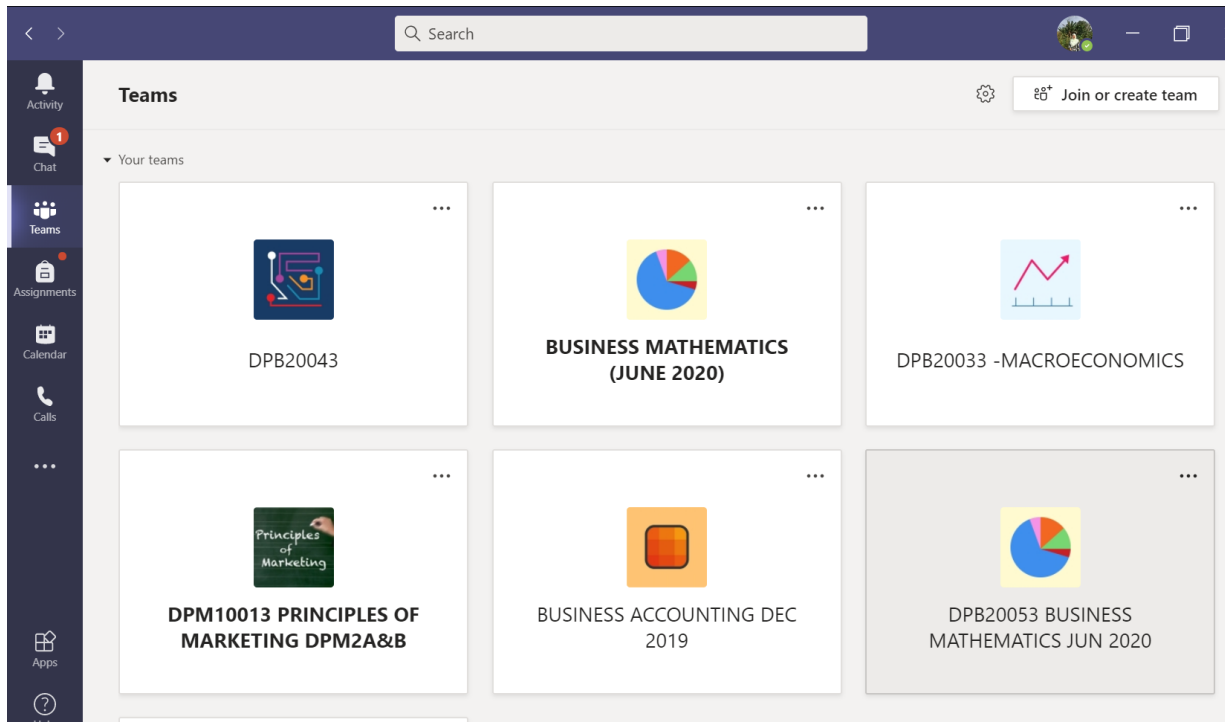 Search
Activity
Teams
Join or create team
1
Chat
Your teams
Teams
Assignments
Calendar
Calls
DPB20043
BUSINESS MATHEMATICS
(JUNE 2020)
DPB20033 -MACROECONOMICS
Principles
of
Marketing
DPM10013 PRINCIPLES OF
MARKETING DPM2A&B
BUSINESS ACCOUNTING DEC
2019
DPB20053 BUSINESS
MATHEMATICS JUN 2020
Apps